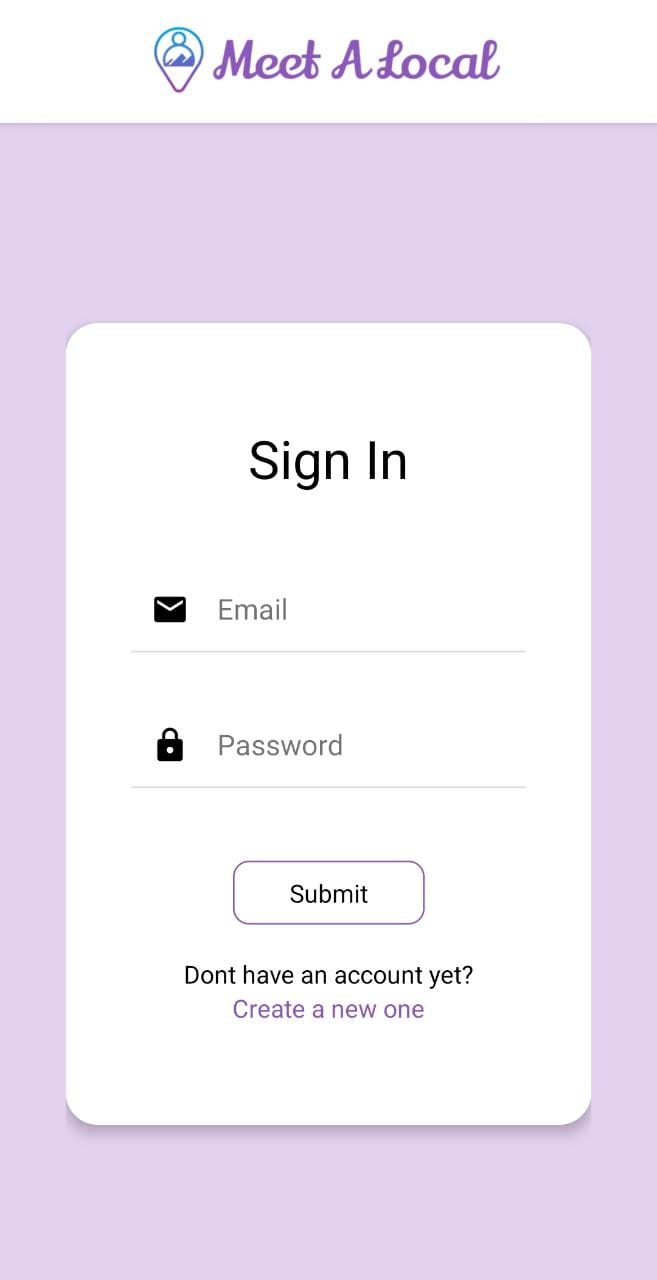 Meet A Local
Sign In
Email
Password
Submit
Dont have an account yet?
Create a new one